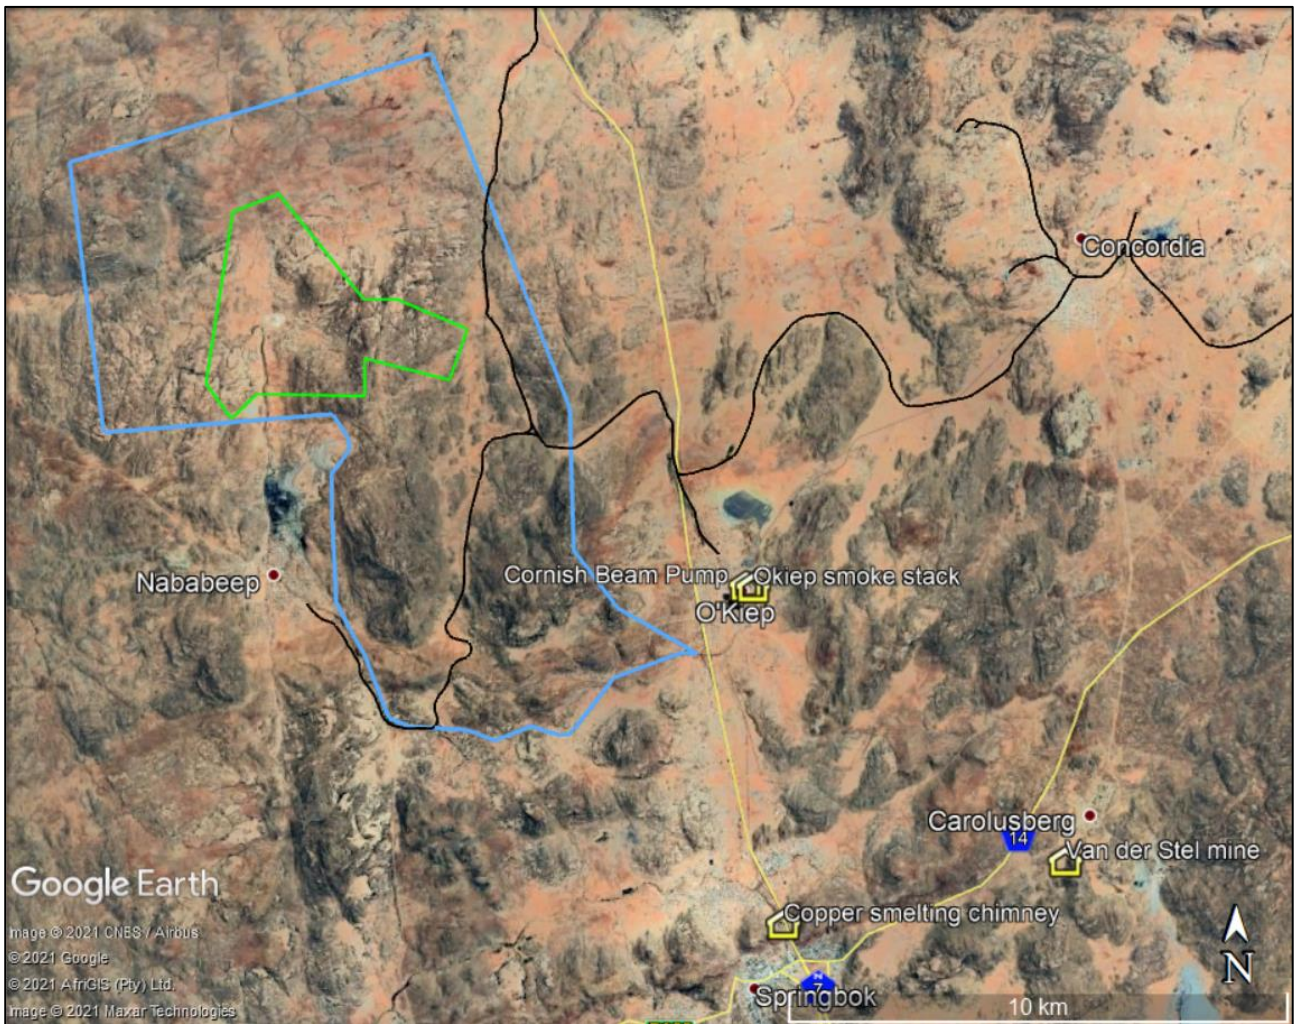 Concordia
Nababeep
Cornish Beam Pump
Okiep smoke stack
O'Kiep
Carolusberg
14
Van der Stel mine
Google Earth
Copper smelting chimney
Image © 2021 CNES / Airbus
© 2021 Google
© 2021 AfriGIS (Pty) Ltd.
Image © 2021 Maxar Technologies
N
7
Springbok
10 km
N